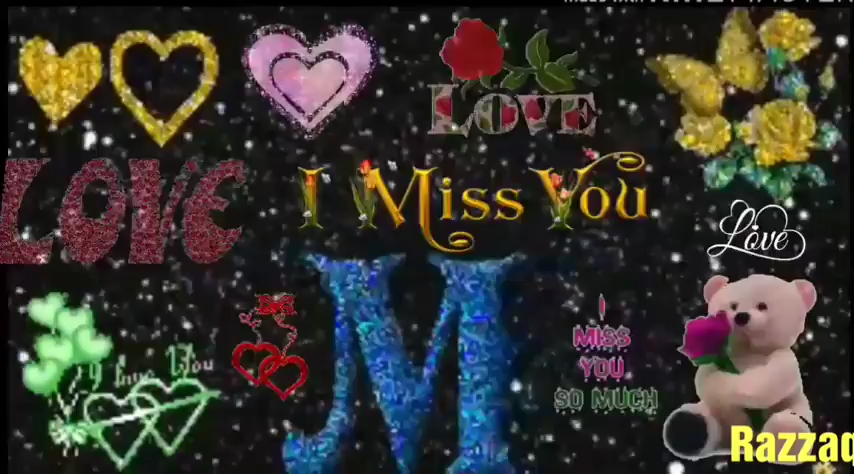 LOVE
LOVE
I Miss You
Love
I Love You
M
I
MISS
YOU
SO MUCH
Razzaq